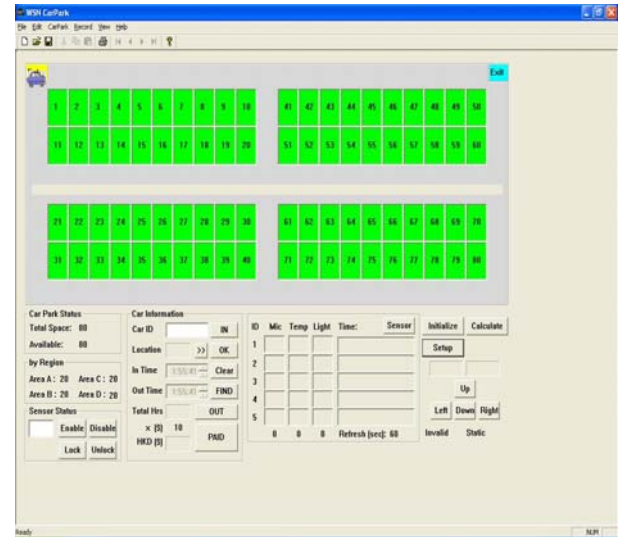 WSN CarPark
File Edit CarPark Record View Help
Exit
1 2 3 4 5 6 7 8 9 10 41 42 43 44 45 46 47 48 49 50
11 12 13 14 15 16 17 18 19 20 51 52 53 54 55 56 57 58 59 60
21 22 23 24 25 26 27 28 29 30 61 62 63 64 65 66 67 68 69 70
31 32 33 34 35 36 37 38 39 40 71 72 73 74 75 76 77 78 79 80
Car Park Status
Total Space: 80
Available: 80
by Region
Area A: 20 Area C: 20
Area B: 20 Area D: 20
Sensor Status
Enable Disable
Lock Unlock
Car Information
Car ID IN
Location >> OK
In Time Clear
Out Time FIND
Total Hrs OUT
x ($) 10
HKD ($) PAID
ID Mic Temp Light Time: Sensor
1
2
3
4
5
0 0 0 Refresh (sec): 60
Initialize Calculate
Setup
Up
Left Down Right
Invalid Static
Ready NUM